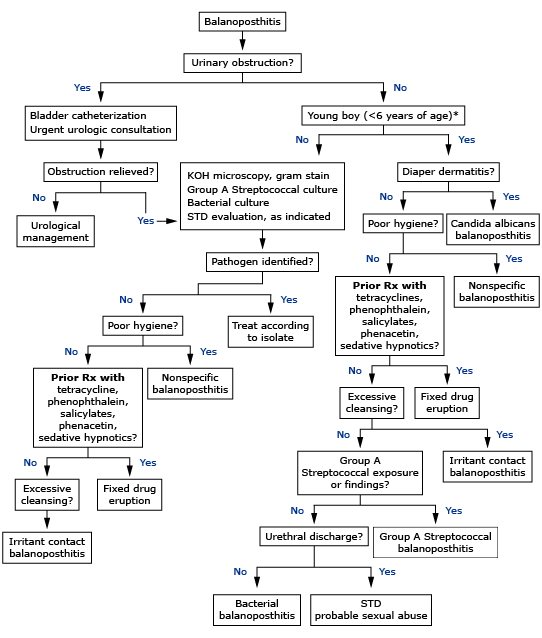 Balanoposthitis
Urinary obstruction?
Yes
No
Bladder catheterization
Urgent urologic consultation
Young boy (<6 years of age)*
No
Yes
Obstruction relieved?
KOH microscopy, gram stain
Group A Streptococcal culture
Bacterial culture
STD evaluation, as indicated
Diaper dermatitis?
No
Yes
No
Yes
Urological
management
Poor hygiene?
Candida albicans
balanoposthitis
Pathogen identified?
No
Yes
Prior Rx with
tetracyclines,
phenophthalein,
salicylates,
phenacetin,
sedative hypnotics?
Nonspecific
balanoposthitis
No
Yes
Poor hygiene?
Treat according
to isolate
No
Yes
No
Yes
Prior Rx with
tetracycline,
phenophthalein,
salicylates,
phenacetin,
sedative hypnotics?
Nonspecific
balanoposthitis
Excessive
cleansing?
Fixed drug
eruption
No
Yes
No
Yes
Group A
Streptococcal exposure
or findings?
Irritant contact
balanoposthitis
Excessive
cleansing?
Fixed drug
eruption
No
Yes
Irritant contact
balanoposthitis
Urethral discharge?
Group A Streptococcal
balanoposthitis
No
Yes
Bacterial
balanoposthitis
STD
probable sexual abuse